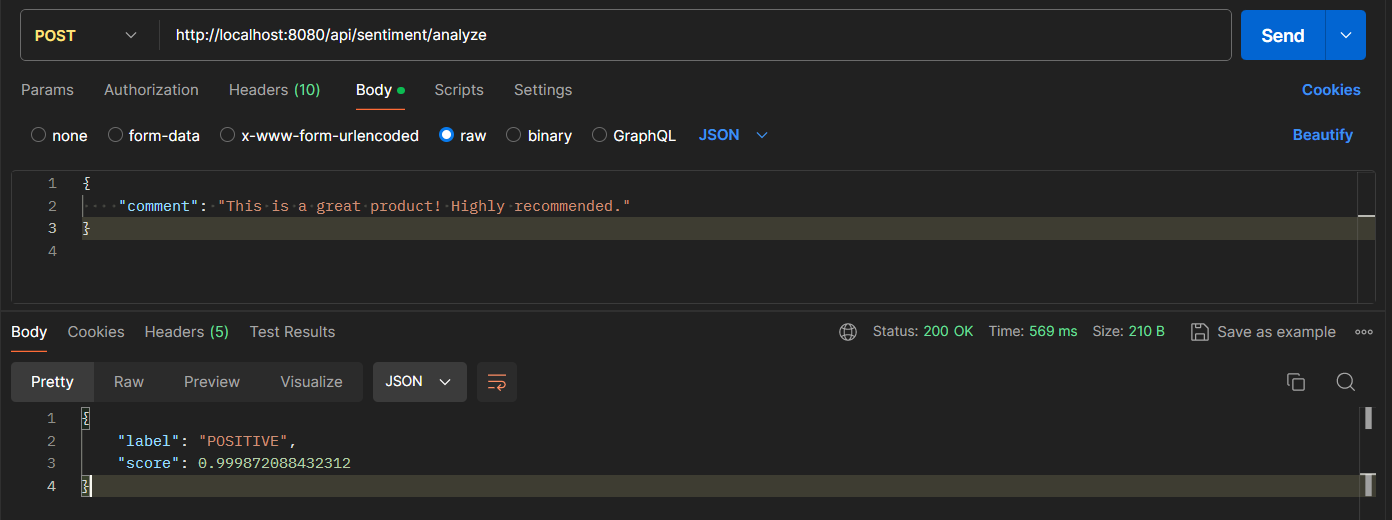 POST http://localhost:8080/api/sentiment/analyze Send
Params Authorization Headers (10) Body Scripts Settings Cookies
none form-data x-www-form-urlencoded raw binary GraphQL JSON Beautify
1 {
2 "comment": "This is a great product! Highly recommended."
3 }
4
Body Cookies Headers (5) Test Results Status: 200 OK Time: 569 ms Size: 210 B Save as example
Pretty Raw Preview Visualize JSON
1 {
2 "label": "POSITIVE",
3 "score": 0.999872088432312
4 }